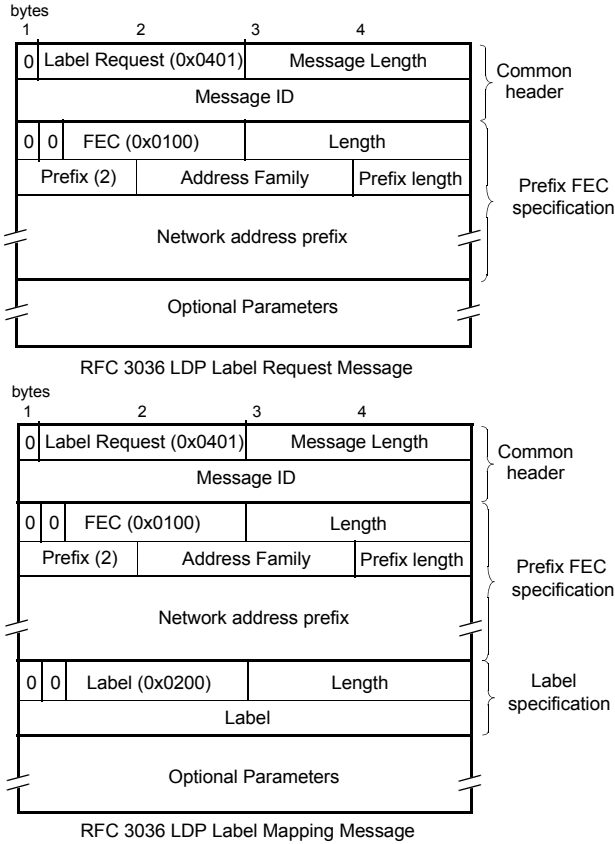 bytes
1 2 3 4
0 Label Request (0x0401) Message Length
Common
header
Message ID
0 0 FEC (0x0100) Length
Prefix (2) Address Family Prefix length
Prefix FEC
specification
Network address prefix
Optional Parameters
RFC 3036 LDP Label Request Message
bytes
1 2 3 4
0 Label Request (0x0401) Message Length
Common
header
Message ID
0 0 FEC (0x0100) Length
Prefix (2) Address Family Prefix length
Prefix FEC
specification
Network address prefix
0 0 Label (0x0200) Length
Label
specification
Label
Optional Parameters
RFC 3036 LDP Label Mapping Message